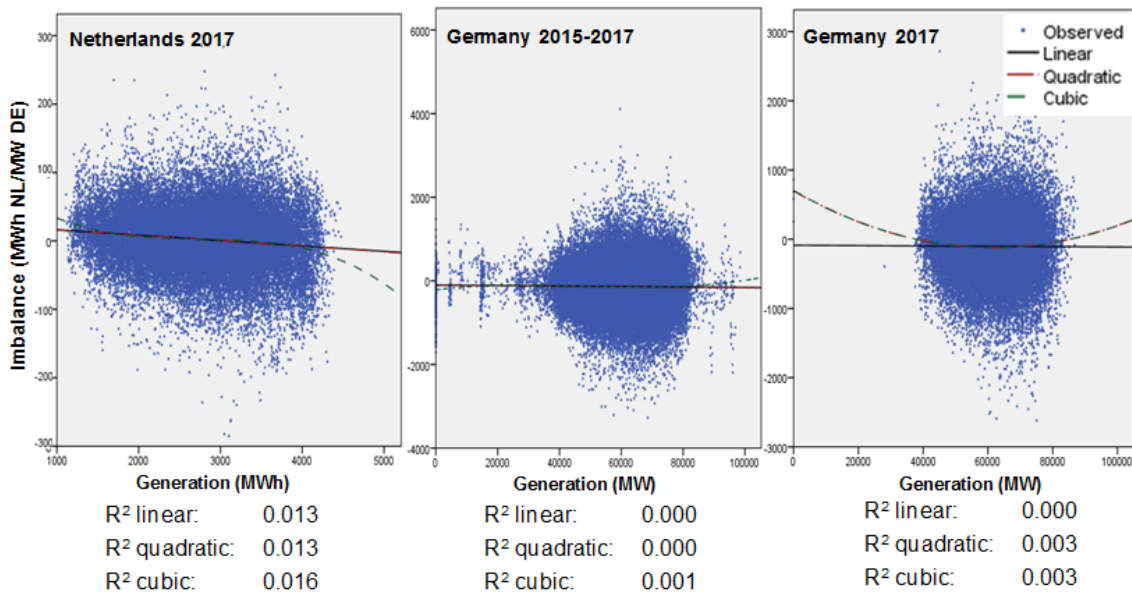 Netherlands 2017
Germany 2015-2017
Germany 2017
Observed
Linear
Quadratic
Cubic
Imbalance (MWh NL/MW DE)
300
200
100
0
-100
-200
-300
1000
2000
3000
4000
5000
Generation (MWh)
6000
4000
2000
0
-2000
-4000
0
20000
40000
60000
80000
100000
Generation (MW)
3000
2000
1000
0
-1000
-2000
-3000
0
20000
40000
60000
80000
100000
Generation (MW)
R² linear: 0.013
R² quadratic: 0.013
R² cubic: 0.016
R² linear: 0.000
R² quadratic: 0.000
R² cubic: 0.001
R² linear: 0.000
R² quadratic: 0.003
R² cubic: 0.003